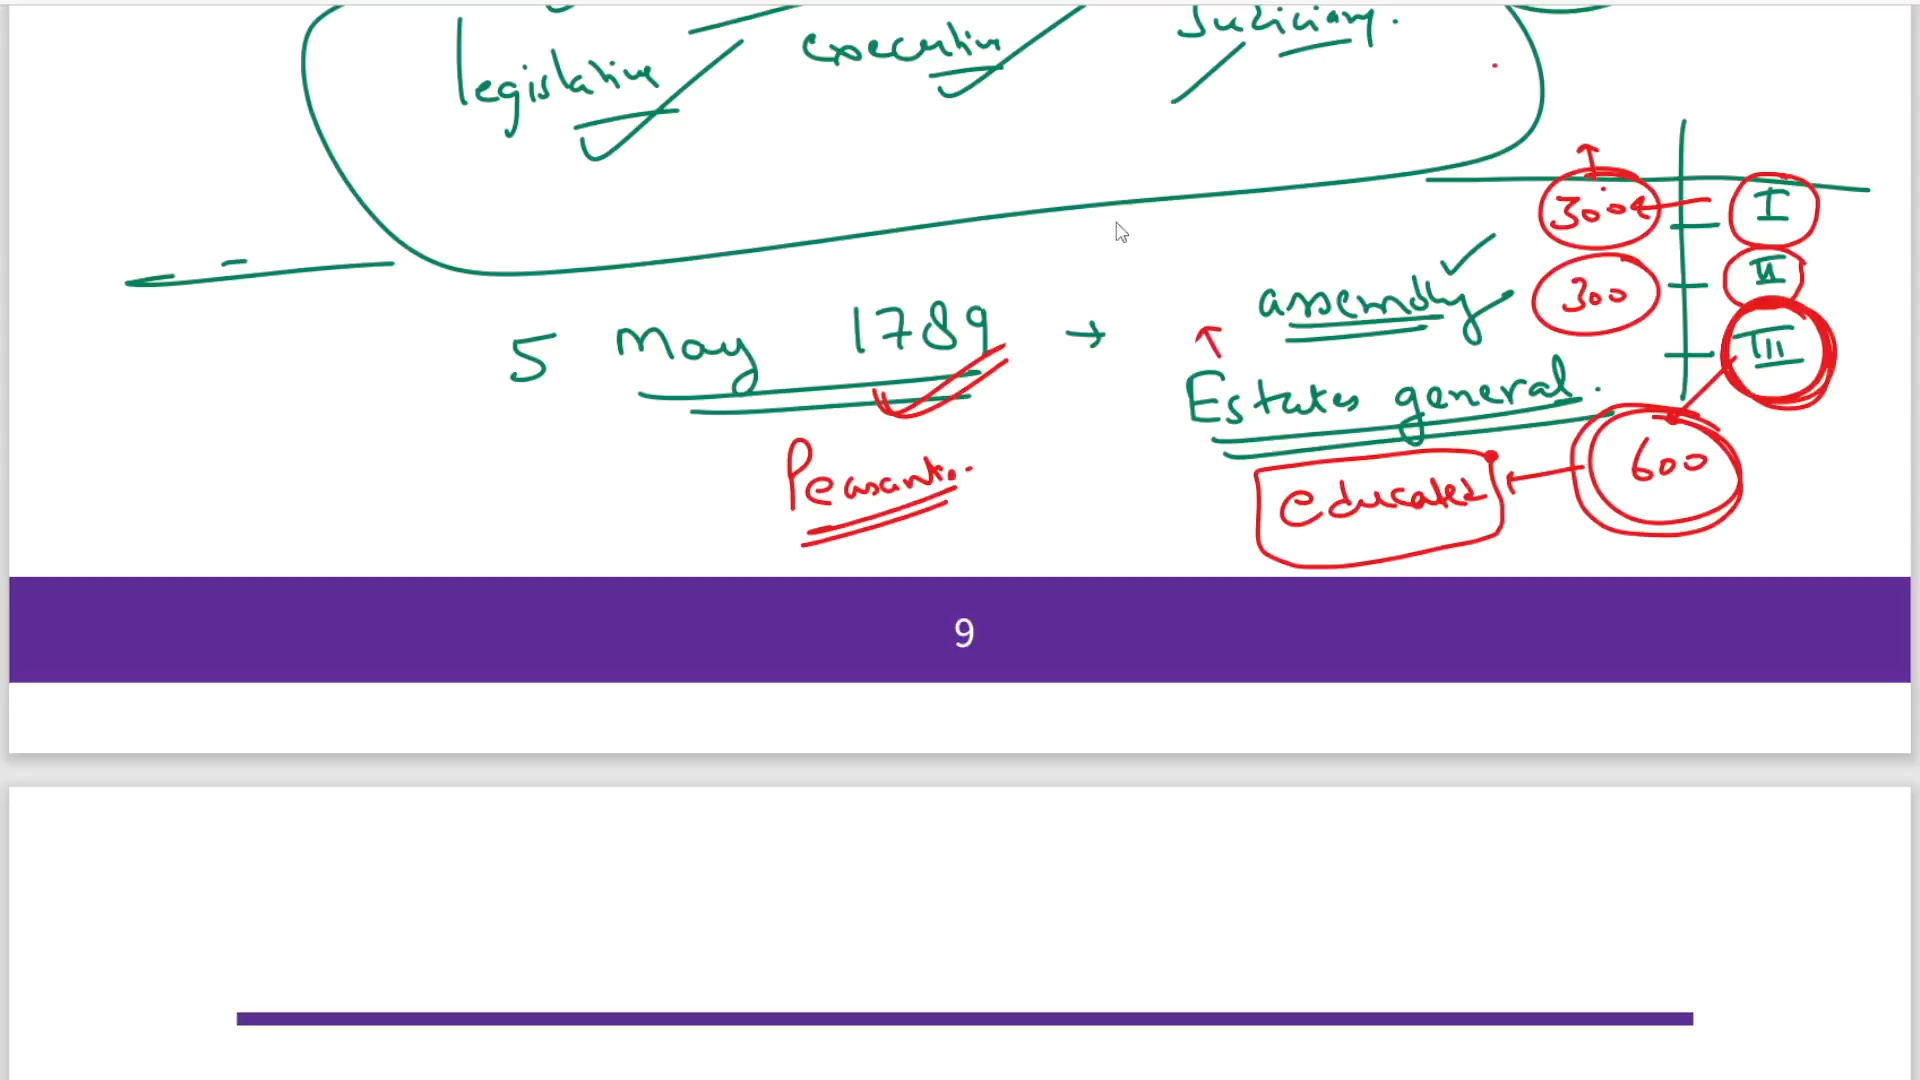 legislative executive Judiciary.
300 I
300 II
assembly III
5 May 1789 → Estates general.
Peasants. educated 600
9